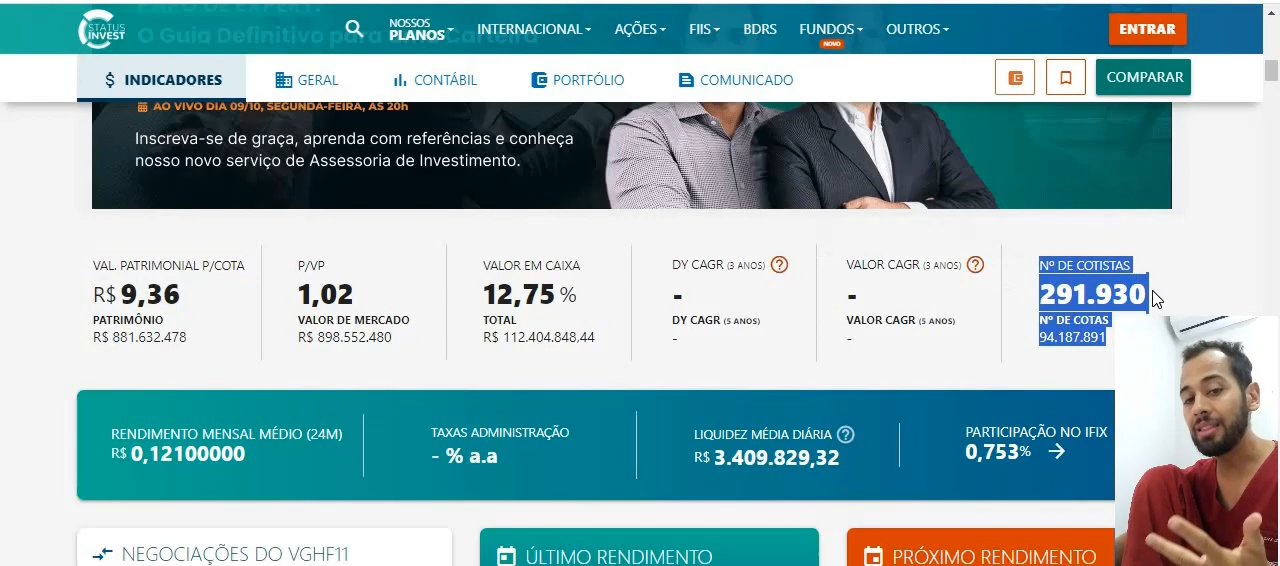 STATUS
INVEST
NOSSOS
PLANOS
INTERNACIONAL
AÇÕES
FIIS
BDRS
FUNDOS
NOVO
OUTROS
ENTRAR
O Guia Definitivo para Carteira
INDICADORES
GERAL
CONTÁBIL
PORTFÓLIO
COMUNICADO
COMPARAR
AO VIVO DIA 09/10, SEGUNDA-FEIRA, ÀS 20h
Inscreva-se de graça, aprenda com referências e conheça
nosso novo serviço de Assessoria de Investimento.
VAL. PATRIMONIAL P/COTA
R$ 9,36
PATRIMÔNIO
R$ 881.632.478
P/VP
1,02
VALOR DE MERCADO
R$ 898.552.480
VALOR EM CAIXA
12,75 %
TOTAL
R$ 112.404.848,44
DY CAGR (3 ANOS) ?
-
DY CAGR (5 ANOS)
-
VALOR CAGR (3 ANOS) ?
-
VALOR CAGR (5 ANOS)
-
Nº DE COTISTAS
291.930
Nº DE COTAS
94.187.891
RENDIMENTO MENSAL MÉDIO (24M)
R$ 0,12100000
TAXAS ADMINISTRAÇÃO
- % a.a
LIQUIDEZ MÉDIA DIÁRIA ?
R$ 3.409.829,32
PARTICIPAÇÃO NO IFIX
0,753%
NEGOCIAÇÕES DO VGHF11
ÚLTIMO RENDIMENTO
PRÓXIMO RENDIMENTO